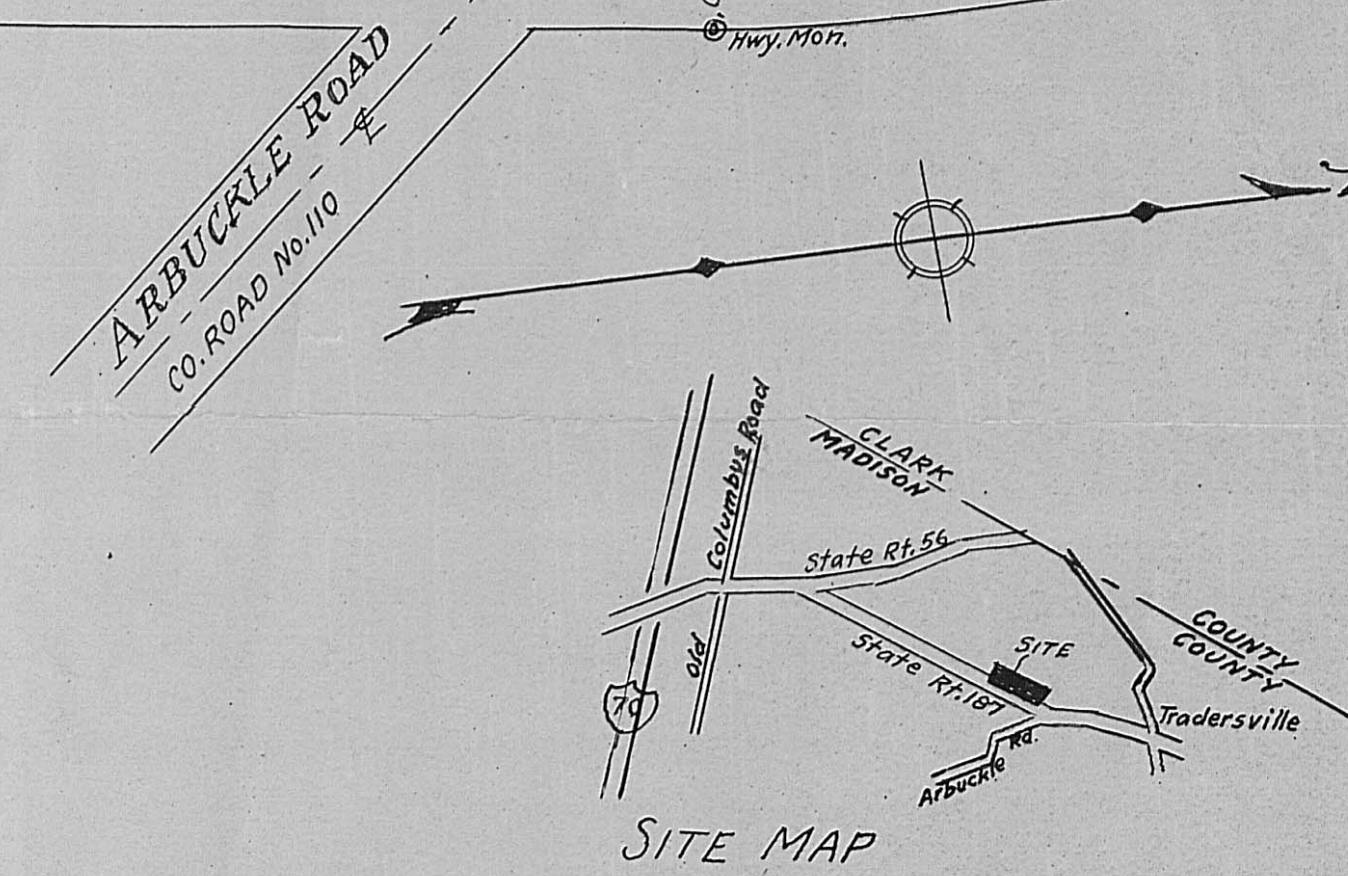 Hwy. Mon.
ARBUCKLE ROAD
℄
CO. ROAD No. 110
CLARK
MADISON
Columbus Road
State Rt. 56
Old
State Rt. 187
SITE
COUNTY
COUNTY
70
Tradersville
Arbuckle Rd.
SITE MAP